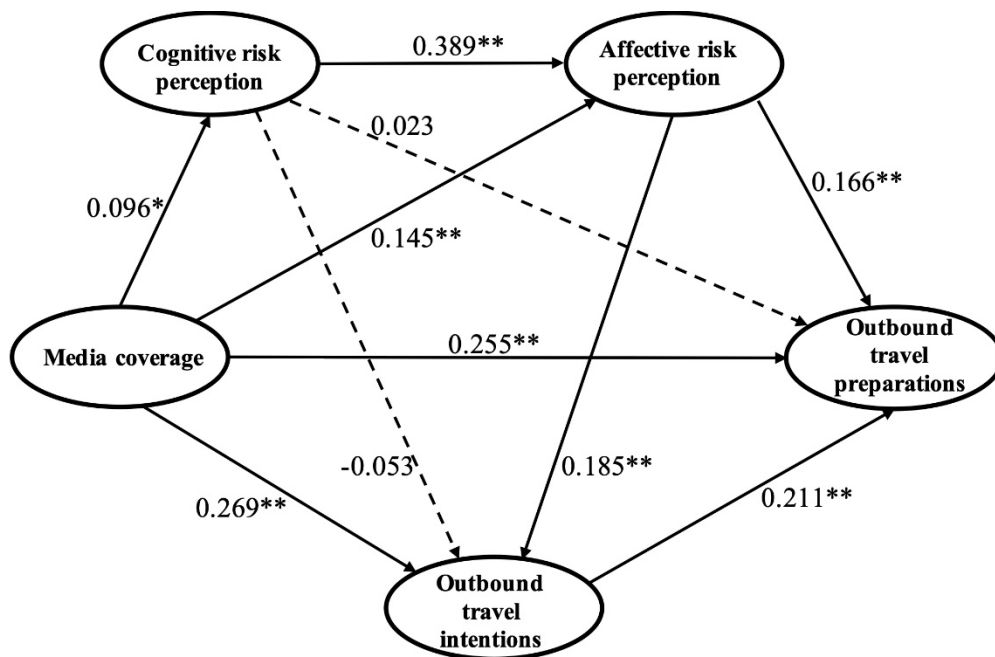 Cognitive risk
perception
0.389**
Affective risk
perception
0.023
0.096*
0.145**
0.166**
Media coverage
0.255**
Outbound
travel
preparations
-0.053
0.185**
0.269**
0.211**
Outbound
travel
intentions